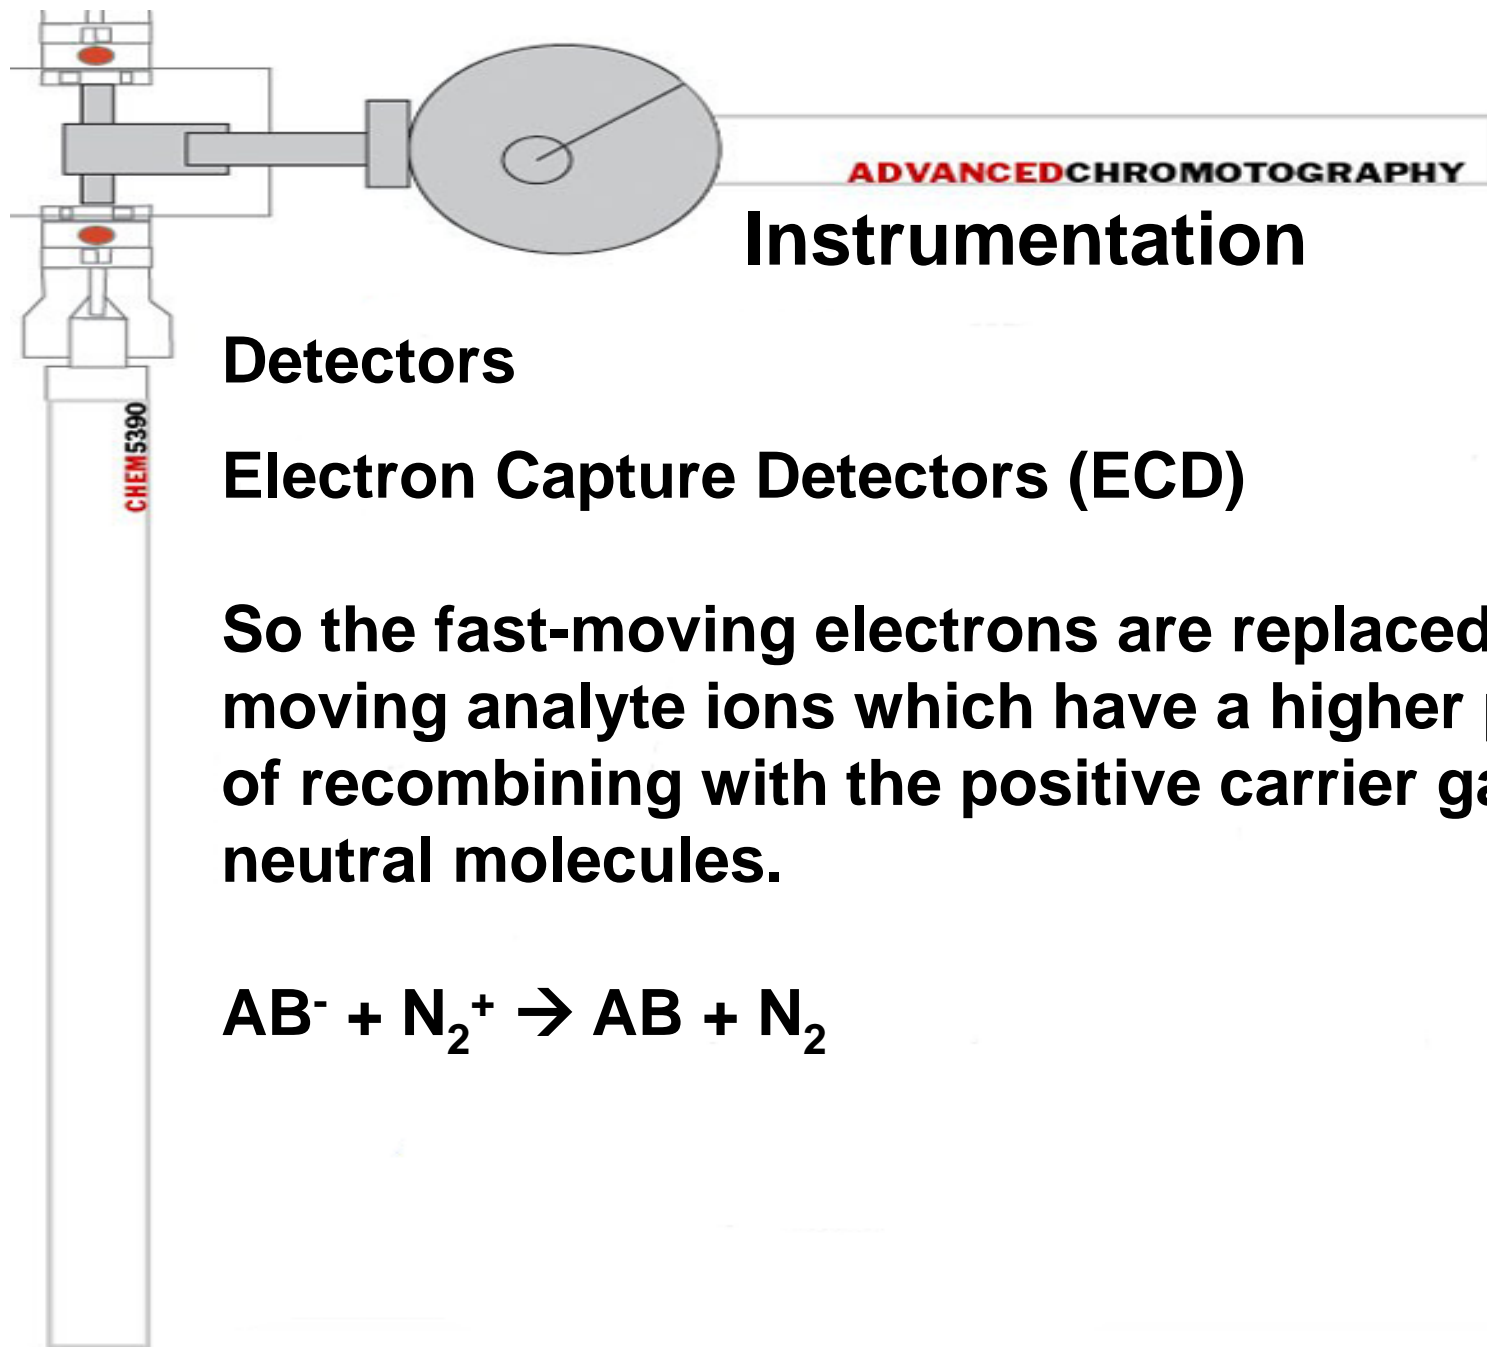 ADVANCEDCHROMOTOGRAPHY
Instrumentation
Detectors
CHEM5390
Electron Capture Detectors (ECD)
So the fast-moving electrons are replaced
moving analyte ions which have a higher
of recombining with the positive carrier
neutral molecules.
AB⁻ + N₂⁺ → AB + N₂